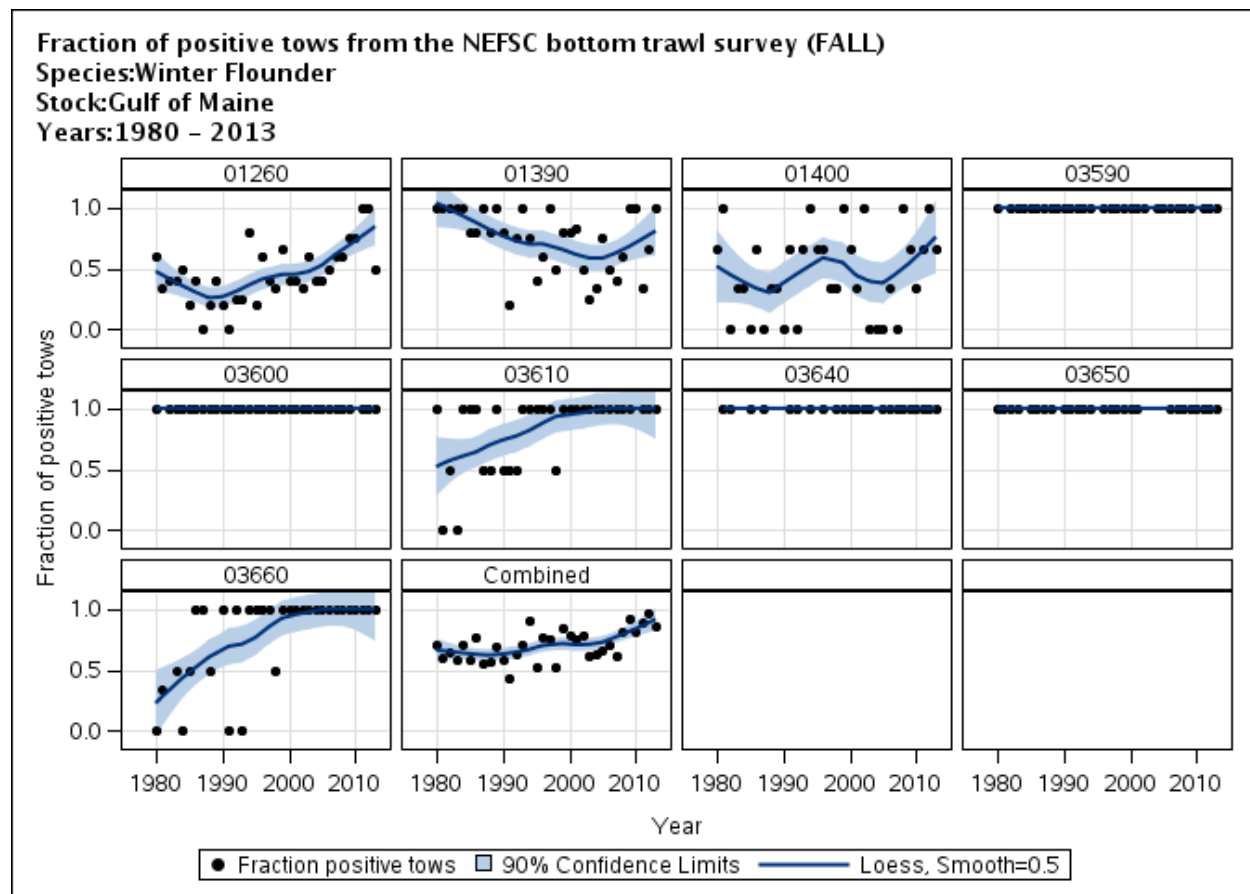 Fraction of positive tows from the NEFSC bottom trawl survey (FALL)
Species:Winter Flounder
Stock:Gulf of Maine
Years:1980 – 2013
01260 01390 01400 03590
1.0
0.5
0.0
03600 03610 03640 03650
1.0
0.5
0.0
03660 Combined
1.0
0.5
0.0
Fraction of positive tows
1980 1990 2000 2010 1980 1990 2000 2010 1980 1990 2000 2010 1980 1990 2000 2010
Year
Fraction positive tows 90% Confidence Limits Loess, Smooth=0.5